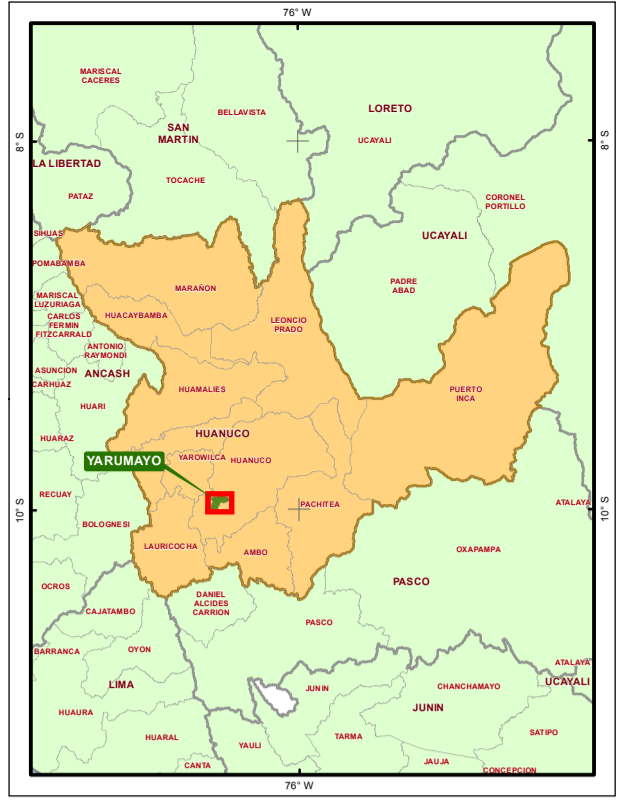 76° W
MARISCAL
CACERES
BELLAVISTA
LORETO
SAN
MARTIN
UCAYALI
8° S
8° S
LA LIBERTAD
TOCACHE
PATAZ
CORONEL
PORTILLO
SIHUAS
UCAYALI
POMABAMBA
MARAÑON
PADRE
ABAD
MARISCAL
LUZURIAGA
HUACAYBAMBA
CARLOS
FERMIN
FITZCARRALD
LEONCIO
PRADO
ANTONIO
RAYMONDI
ASUNCION
ANCASH
CARHUAZ
HUAMALIES
PUERTO
INCA
HUARI
HUANUCO
HUARAZ
YARUMAYO
YAROWILCA
HUANUCO
RECUAY
PACHITEA
ATALAYA
10° S
10° S
BOLOGNESI
LAURICOCHA
AMBO
OXAPAMPA
PASCO
OCROS
DANIEL
ALCIDES
CARRION
CAJATAMBO
PASCO
BARRANCA
OYON
ATALAYA
LIMA
JUNIN
CHANCHAMAYO
UCAYALI
HUAURA
JUNIN
HUARAL
YAULI
TARMA
SATIPO
CANTA
JAUJA
CONCEPCION
76° W